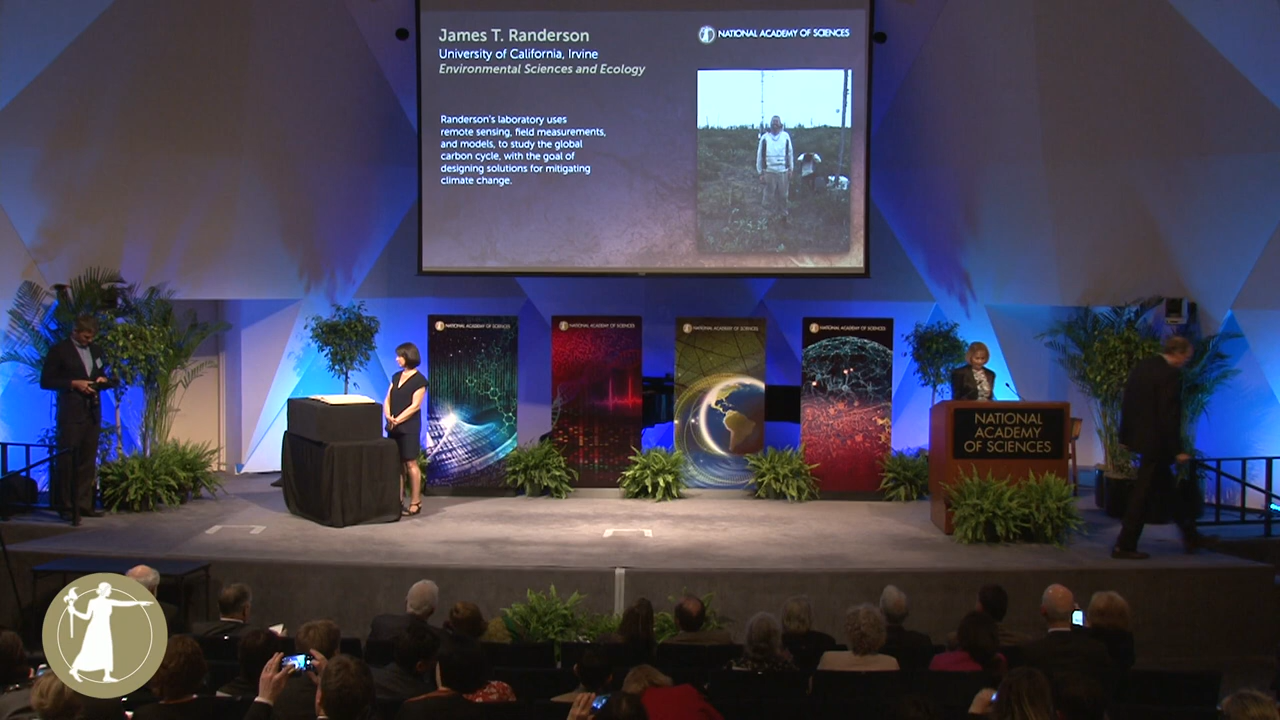 James T. Randerson
University of California, Irvine
Environmental Sciences and Ecology
NATIONAL ACADEMY OF SCIENCES
Randerson's laboratory uses
remote sensing, field measurements,
and models, to study the global
carbon cycle, with the goal of
designing solutions for mitigating
climate change.
NATIONAL ACADEMY OF SCIENCES
NATIONAL ACADEMY OF SCIENCES
NATIONAL ACADEMY OF SCIENCES
NATIONAL ACADEMY OF SCIENCES
NATIONAL
ACADEMY
OF SCIENCES